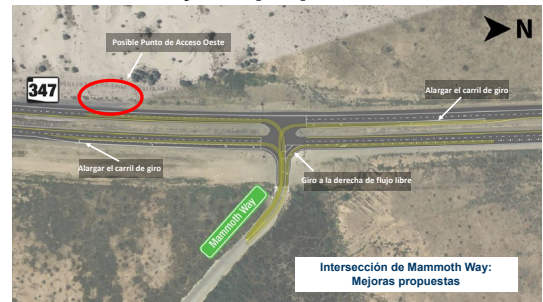 N
Posible Punto de Acceso Oeste
347
Alargar el carril de giro
Alargar el carril de giro
Giro a la derecha de flujo libre
Mammoth Way
Intersección de Mammoth Way:
Mejoras propuestas